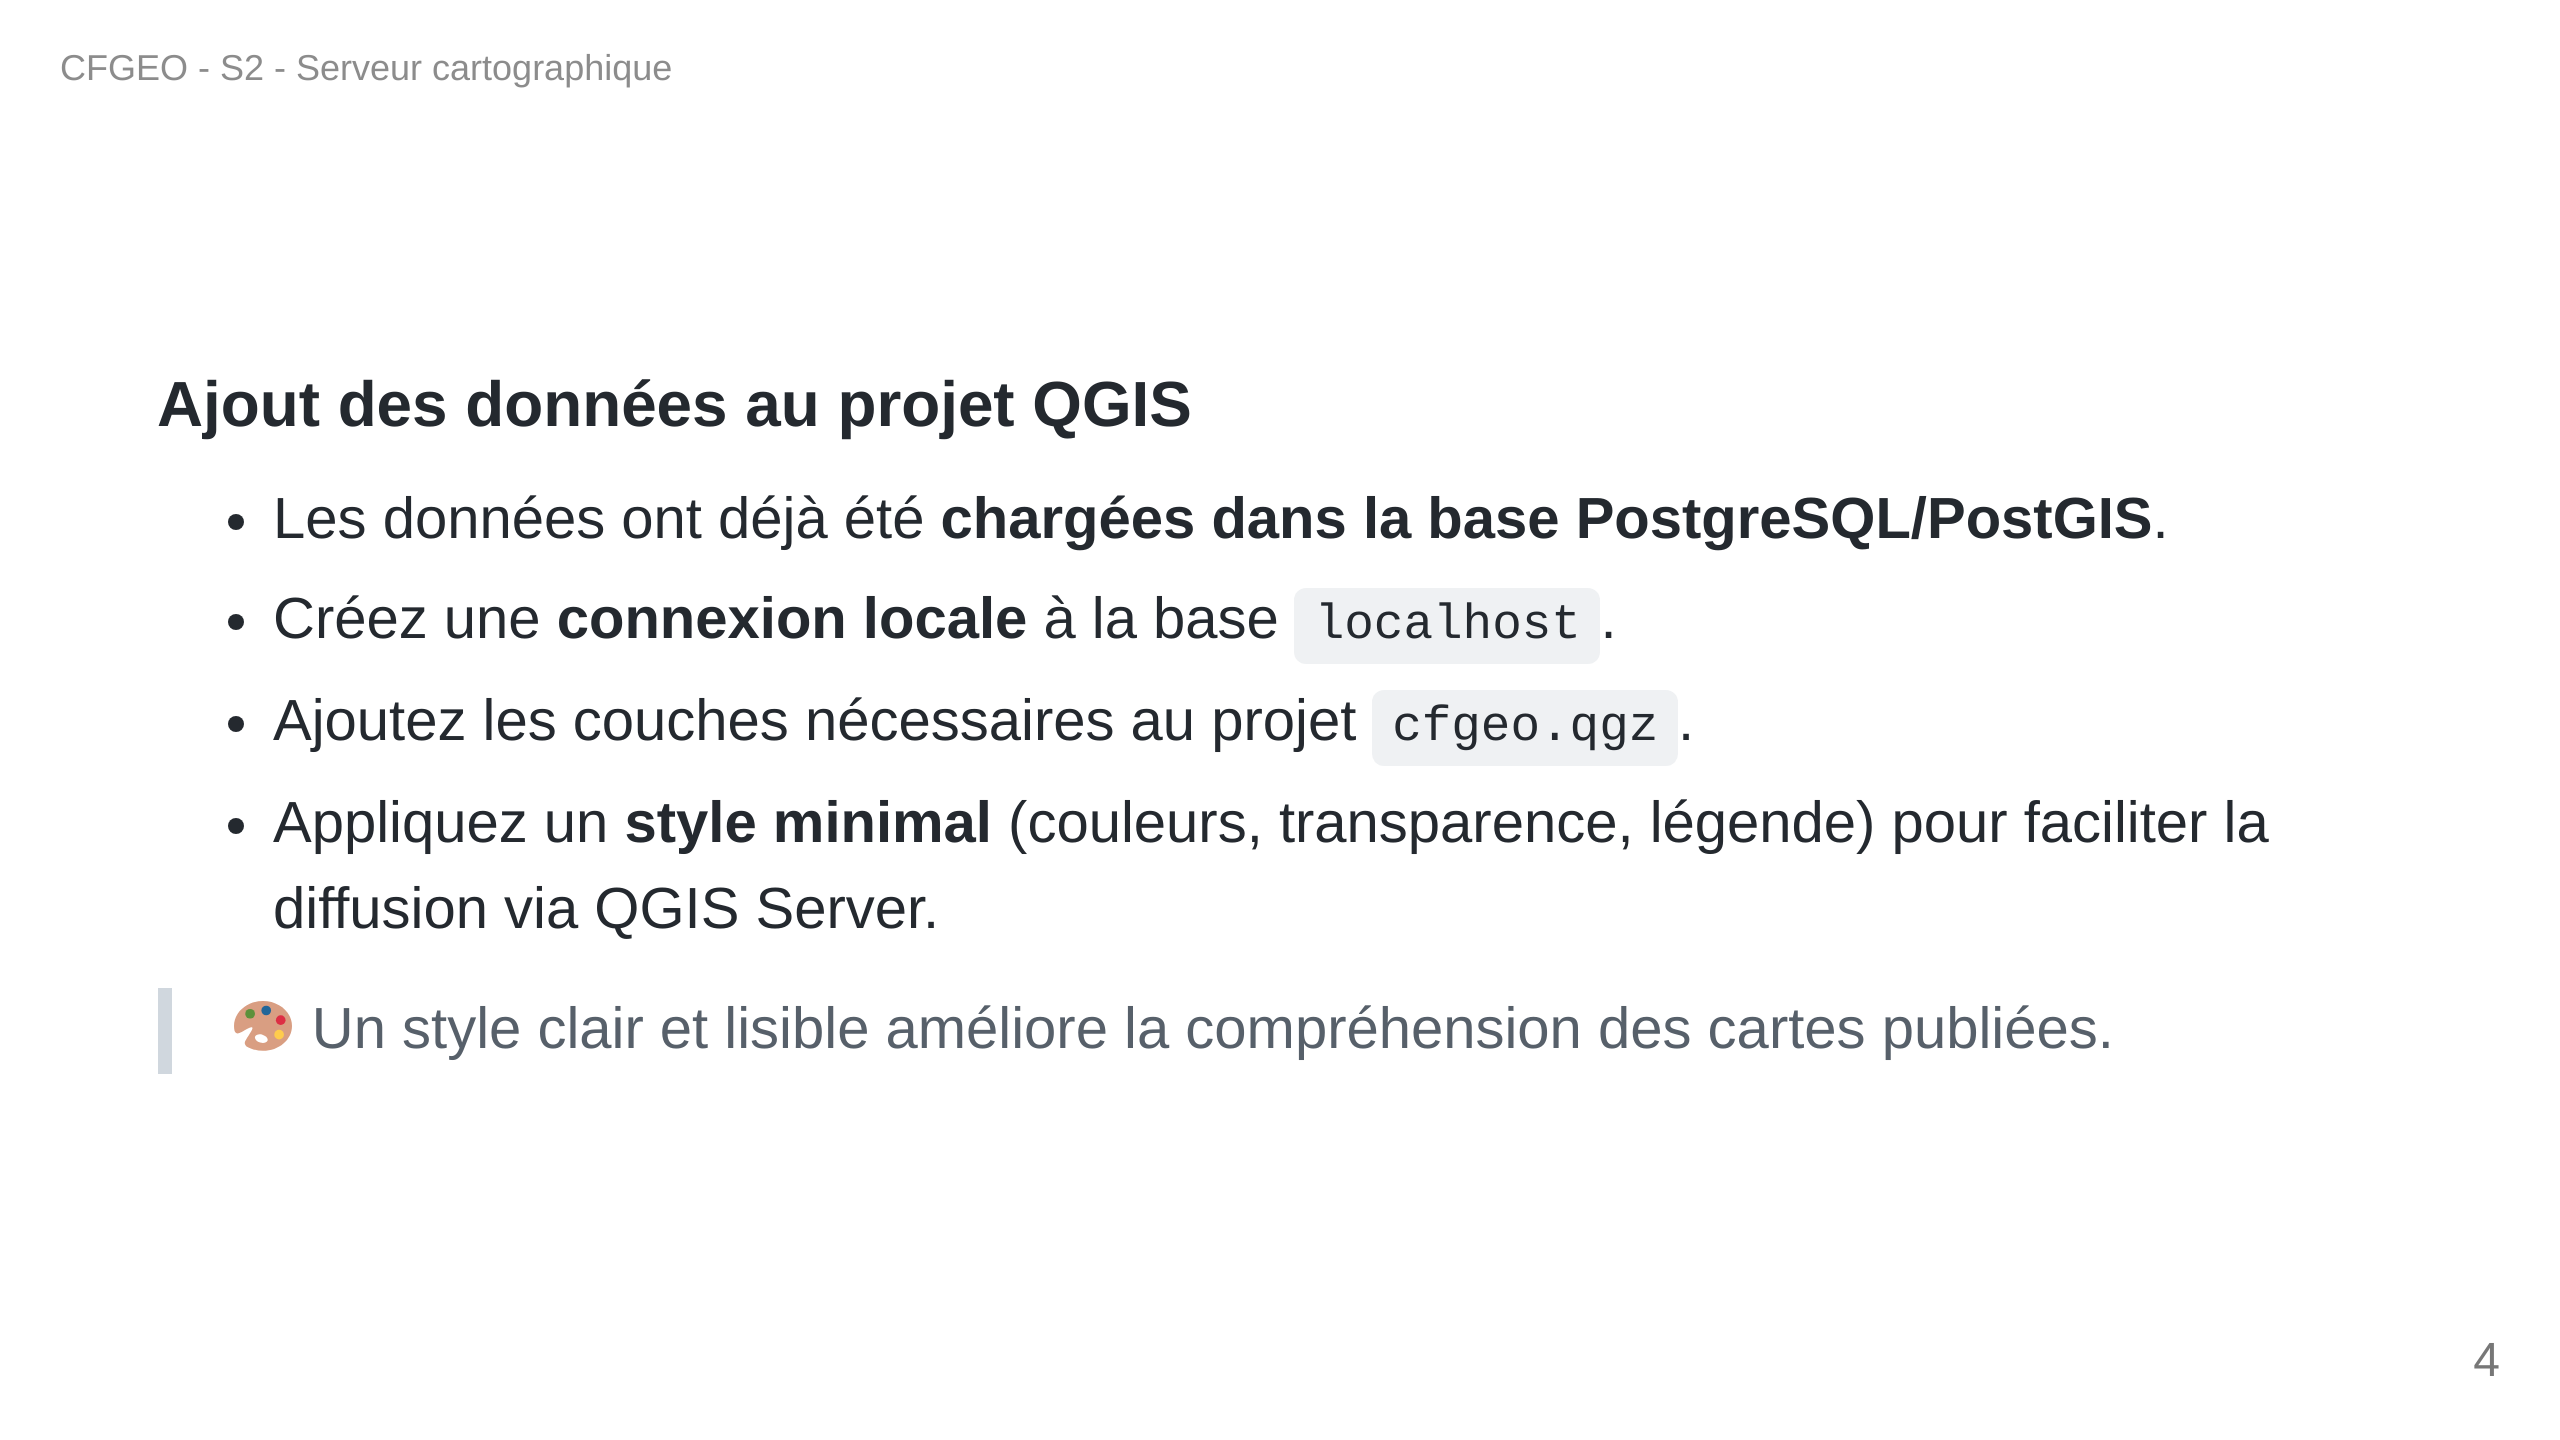 CFGEO - S2 - Serveur cartographique
Ajout des données au projet QGIS
• Les données ont déjà été chargées dans la base PostgreSQL/PostGIS.
• Créez une connexion locale à la base localhost.
• Ajoutez les couches nécessaires au projet cfgeo.qgz.
• Appliquez un style minimal (couleurs, transparence, légende) pour faciliter la
diffusion via QGIS Server.
🎨 Un style clair et lisible améliore la compréhension des cartes publiées.
4